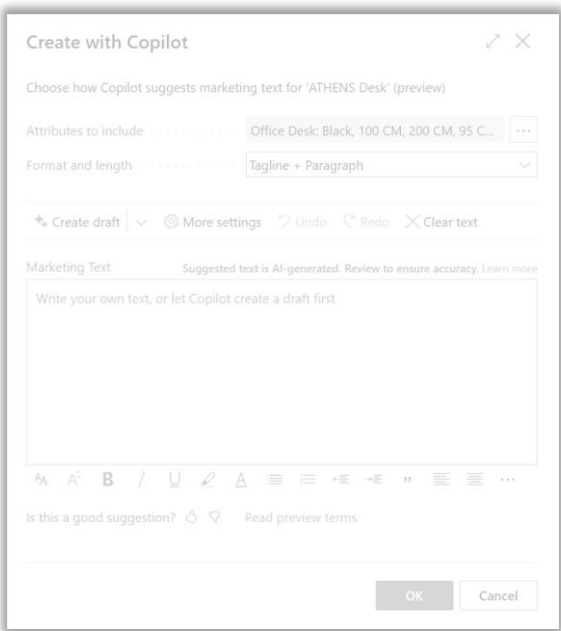 Create with Copilot
Choose how Copilot suggests marketing text for 'ATHENS Desk' (preview)
Attributes to include
Office Desk: Black, 100 CM, 200 CM, 95 C...
Format and length
Tagline + Paragraph
Create draft More settings Undo Redo Clear text
Marketing Text
Suggested text is AI-generated. Review to ensure accuracy. Learn more
Write your own text, or let Copilot create a draft first
Is this a good suggestion? Read preview terms
OK Cancel